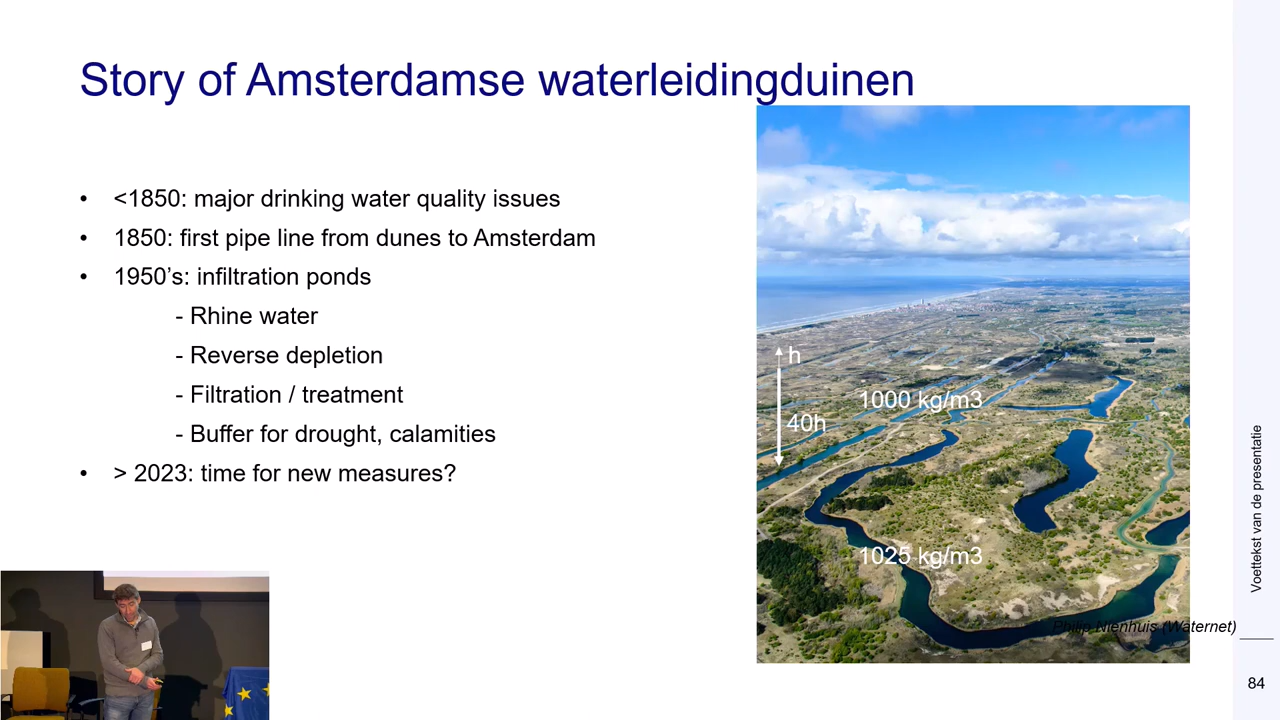 Story of Amsterdamse waterleidingduinen
• <1850: major drinking water quality issues
• 1850: first pipe line from dunes to Amsterdam
• 1950’s: infiltration ponds
- Rhine water
- Reverse depletion
- Filtration / treatment
- Buffer for drought, calamities
• > 2023: time for new measures?
h
1000 kg/m3
40h
1025 kg/m3
Philip Nienhuis (Waternet)
Voettekst van de presentatie
84